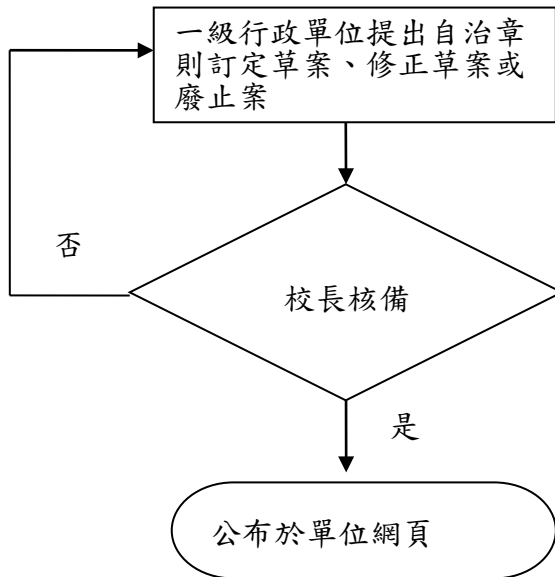 一級行政單位提出自治章
則訂定草案、修正草案或
廢止案
否
校長核備
是
公布於單位網頁